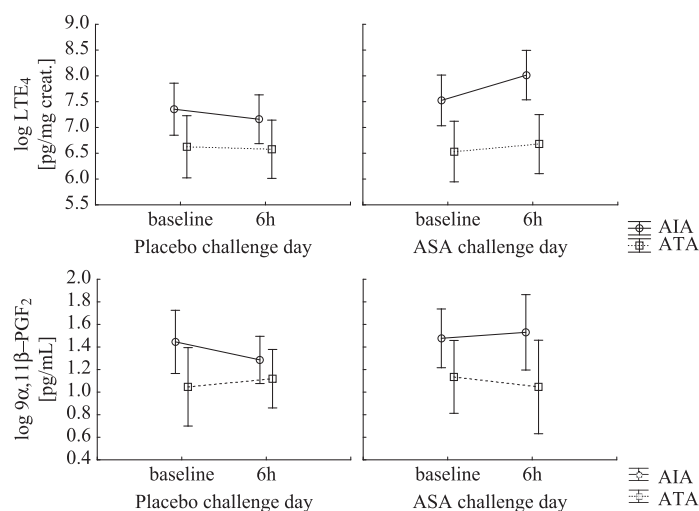 log LTE4
[pg/mg creat.]
9.0
8.5
8.0
7.5
7.0
6.5
6.0
5.5
baseline 6h
Placebo challenge day
baseline 6h
ASA challenge day
AIA
ATA
log 9α,11β–PGF2
[pg/mL]
2.0
1.8
1.6
1.4
1.2
1.0
0.8
0.6
0.4
baseline 6h
Placebo challenge day
baseline 6h
ASA challenge day
AIA
ATA